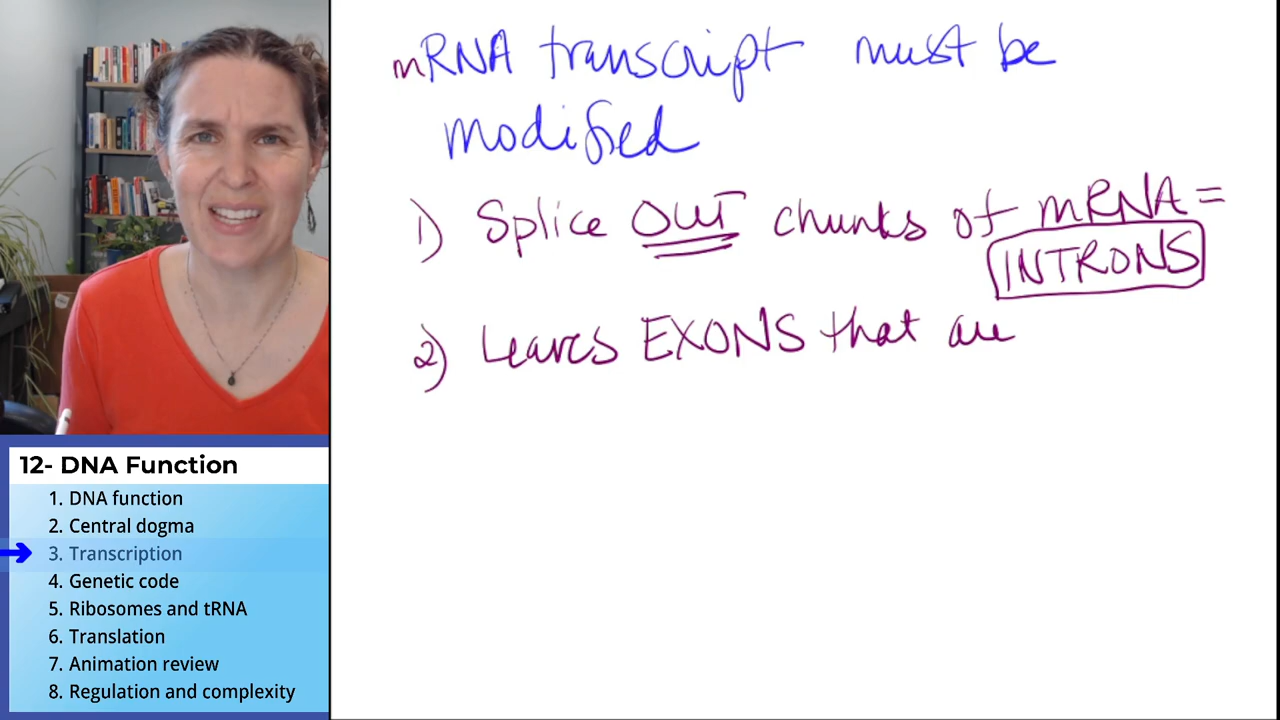 mRNA transcript must be
modified
1) Splice OUT chunks of mRNA =
INTRONS
2) Leaves EXONS that are
12- DNA Function
1. DNA function
2. Central dogma
3. Transcription
4. Genetic code
5. Ribosomes and tRNA
6. Translation
7. Animation review
8. Regulation and complexity